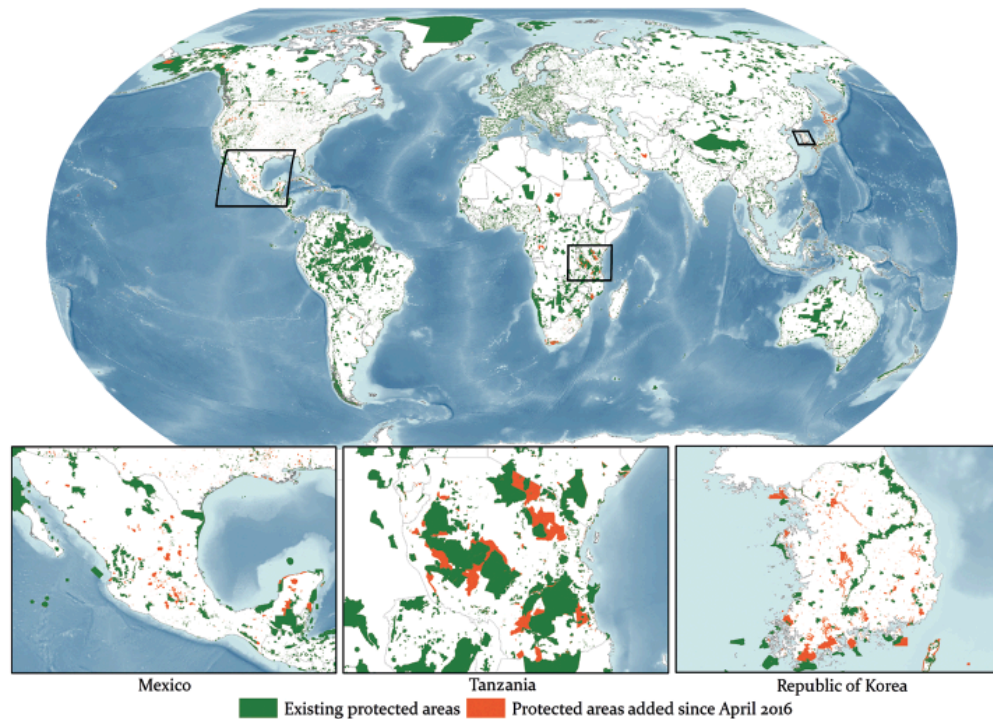 Mexico
Tanzania
Republic of Korea
Existing protected areas
Protected areas added since April 2016